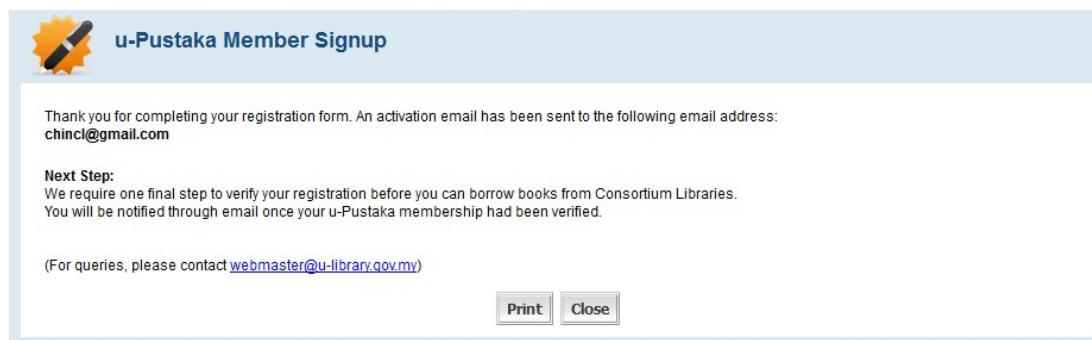 u-Pustaka Member Signup
Thank you for completing your registration form. An activation email has been sent to the following email address:
chincl@gmail.com
Next Step:
We require one final step to verify your registration before you can borrow books from Consortium Libraries.
You will be notified through email once your u-Pustaka membership had been verified.
(For queries, please contact webmaster@u-library.gov.my)
Print Close